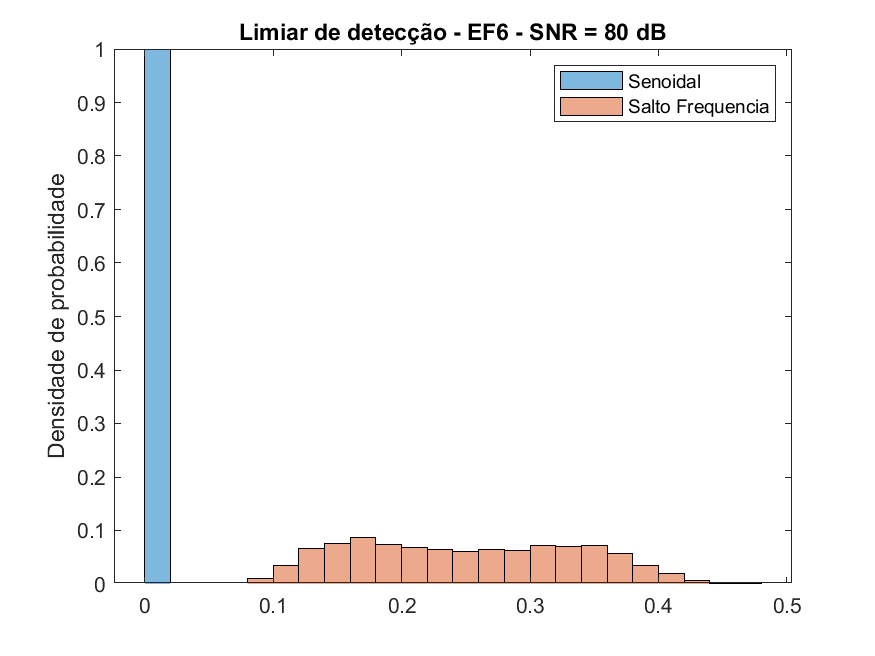 Limiar de detecção - EF6 - SNR = 80 dB
Senoidal
Salto Frequencia
Densidade de probabilidade
1
0.9
0.8
0.7
0.6
0.5
0.4
0.3
0.2
0.1
0
0 0.1 0.2 0.3 0.4 0.5